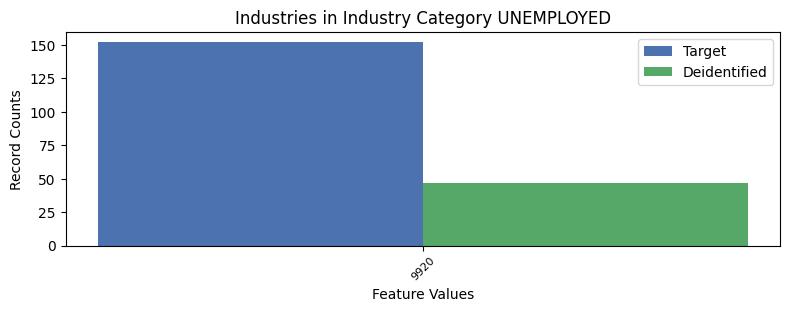 Industries in Industry Category UNEMPLOYED
Target
Deidentified
Record Counts
150
125
100
75
50
25
0
9920
Feature Values